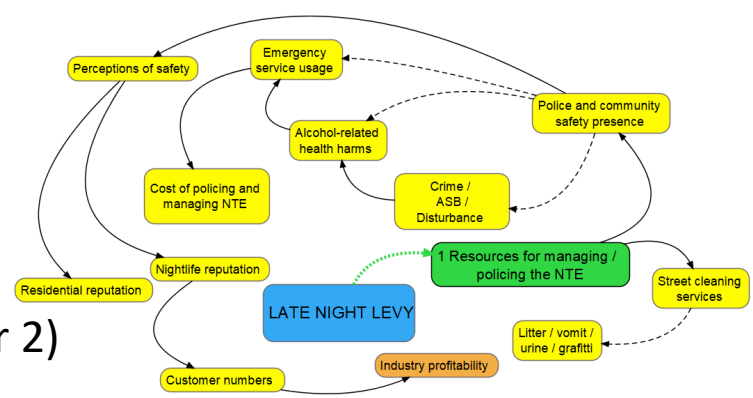 Emergency
service usage
Perceptions of safety
Police and community
safety presence
Alcohol-related
health harms
Cost of policing and
managing NTE
Crime /
ASB /
Disturbance
1 Resources for managing /
policing the NTE
Nightlife reputation
Residential reputation
Street cleaning
services
LATE NIGHT LEVY
r 2)
Litter / vomit /
urine / grafitti
Industry profitability
Customer numbers